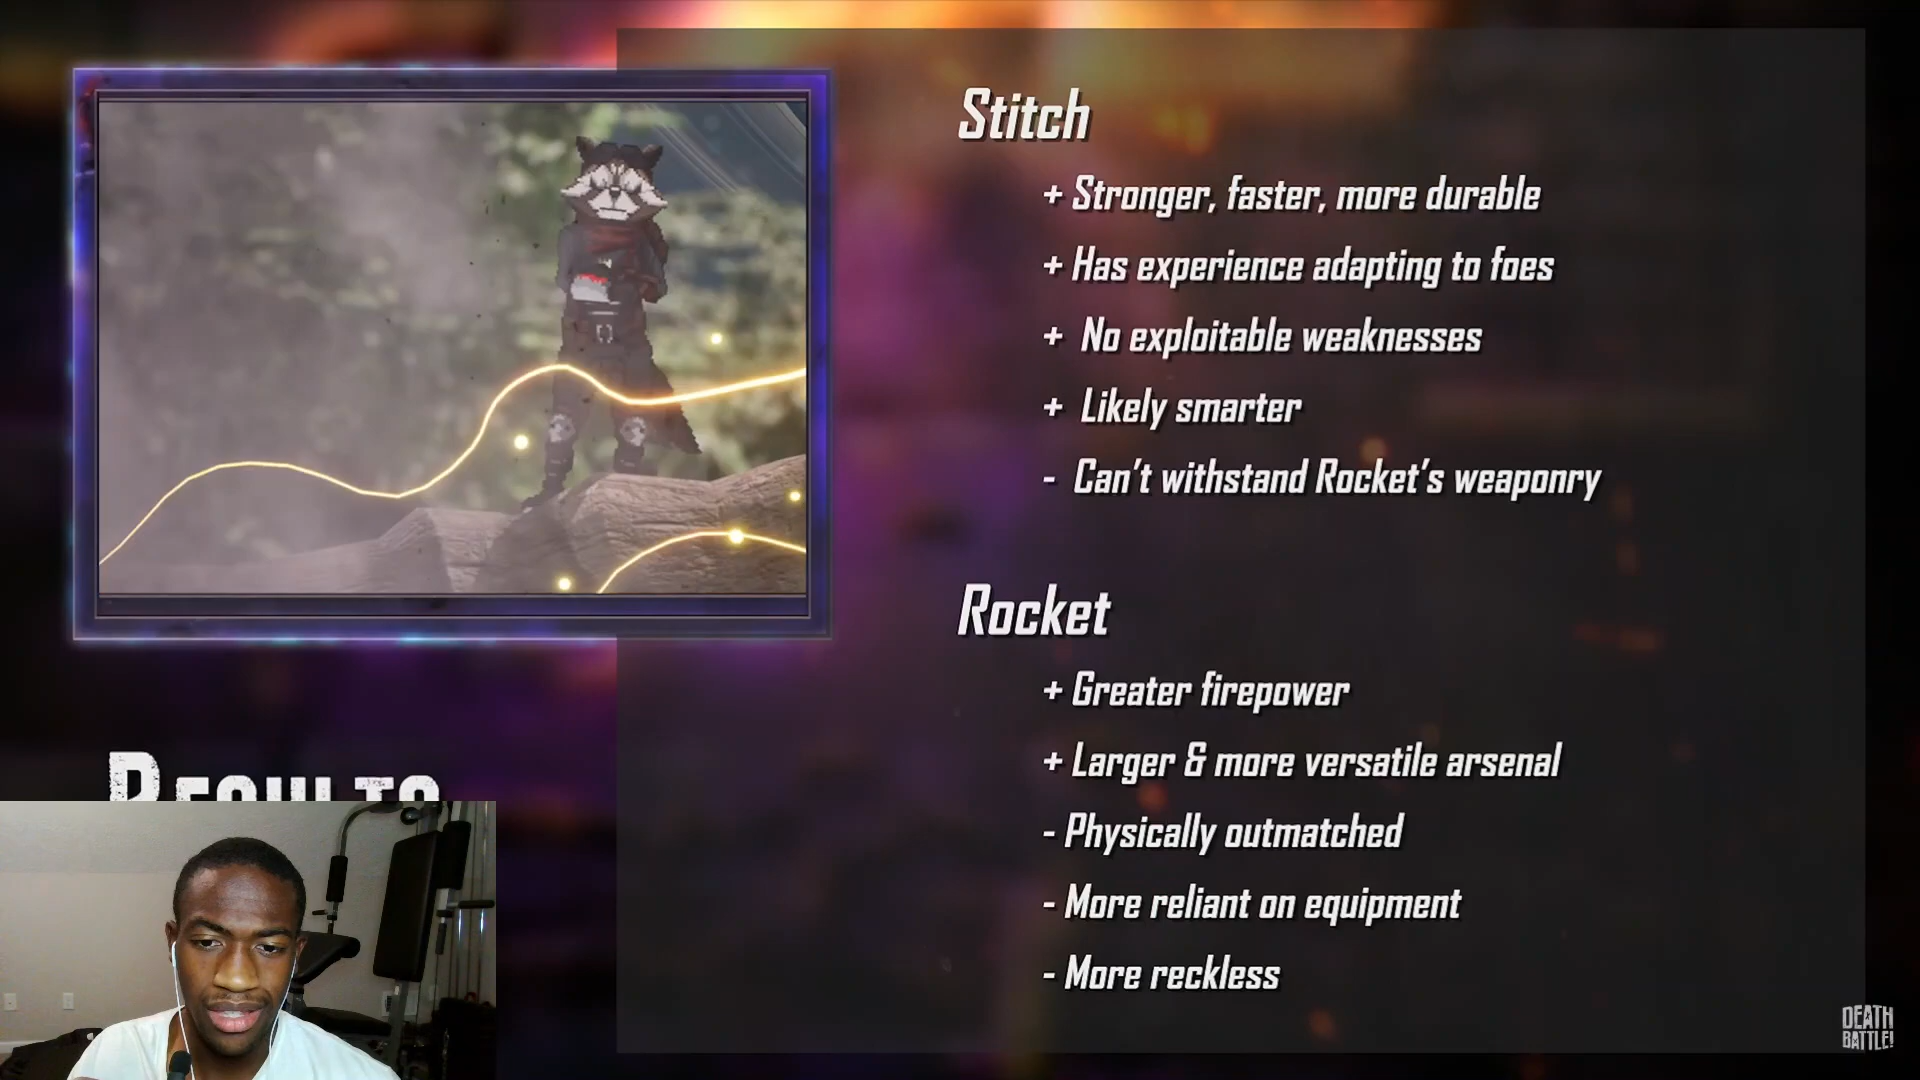 Stitch
+ Stronger, faster, more durable
+ Has experience adapting to foes
+ No exploitable weaknesses
+ Likely smarter
- Can't withstand Rocket's weaponry
Rocket
+ Greater firepower
+ Larger & more versatile arsenal
- Physically outmatched
- More reliant on equipment
- More reckless
RESULTS
DEATH
BATTLE!